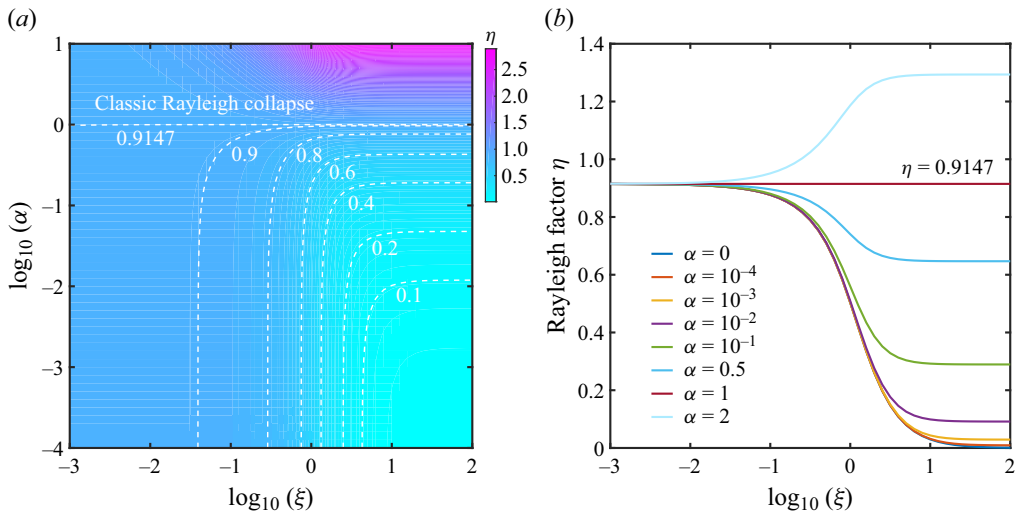 (a)
η
1
0
−1
−2
−3
−4
log10 (α)
Classic Rayleigh collapse
0.9147
0.9
0.8
0.6
0.4
0.2
0.1
2.5
2.0
1.5
1.0
0.5
−3
−2
−1
0
1
2
log10 (ξ)
(b)
1.4
1.2
1.0
0.8
0.6
0.4
0.2
0
Rayleigh factor η
η = 0.9147
α = 0
α = 10−4
α = 10−3
α = 10−2
α = 10−1
α = 0.5
α = 1
α = 2
−3
−2
−1
0
1
2
log10 (ξ)